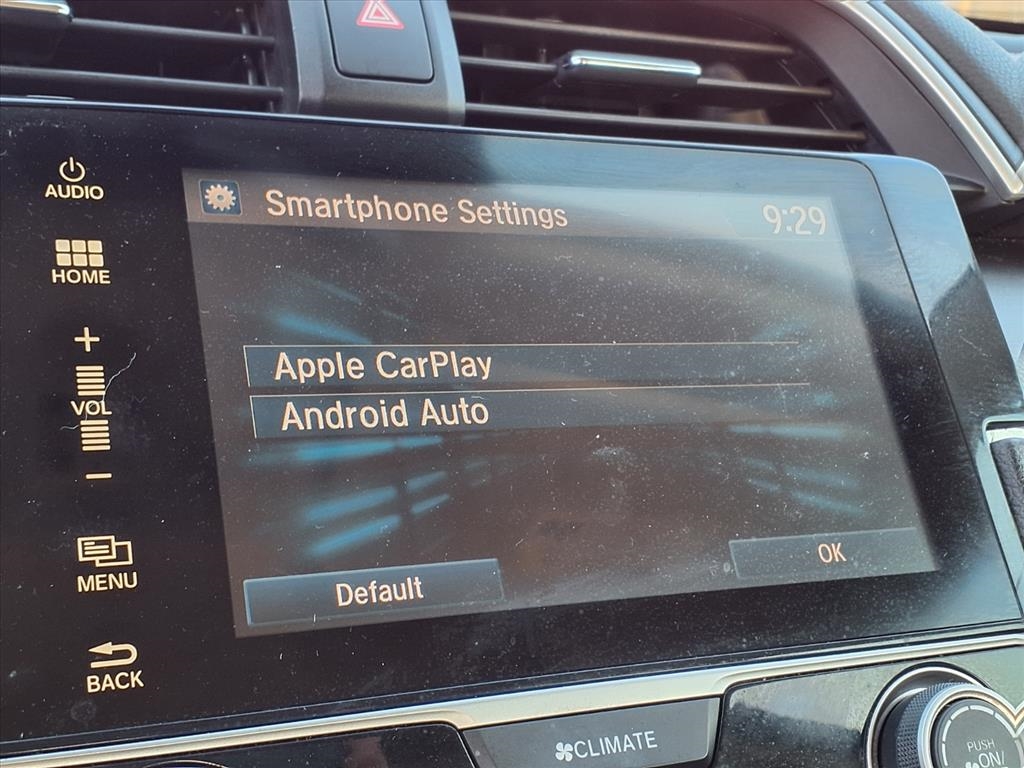 AUDIO
HOME
+
VOL
−
MENU
BACK
Smartphone Settings
9:29
Apple CarPlay
Android Auto
Default
OK
CLIMATE
PUSH
ON/